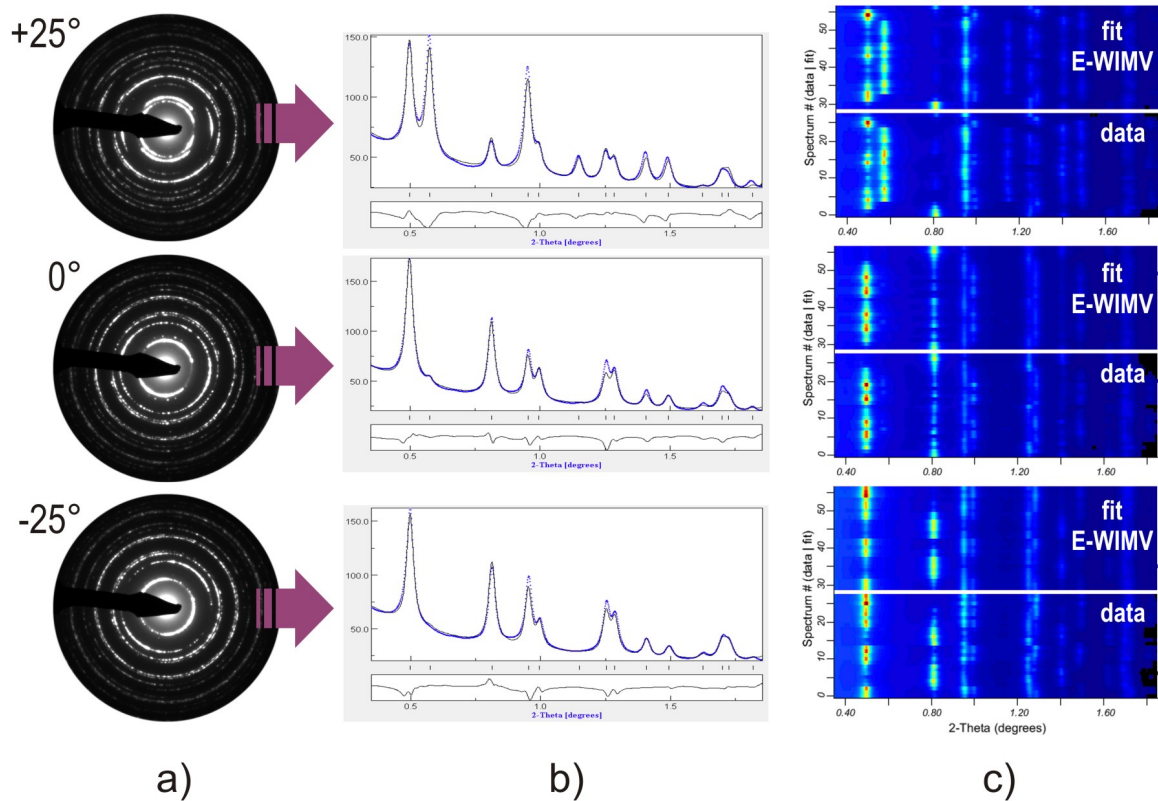 +25°
150.0
100.0
50.0
0.5
1.0
1.5
2-Theta [degrees]
Spectrum # (data | fit)
50
40
30
20
10
0
fit
E-WIMV
data
0.40
0.80
1.20
1.60
0°
150.0
100.0
50.0
0.5
1.0
1.5
2-Theta [degrees]
Spectrum # (data | fit)
50
40
30
20
10
0
fit
E-WIMV
data
0.40
0.80
1.20
1.60
-25°
150.0
100.0
50.0
0.5
1.0
1.5
2-Theta [degrees]
Spectrum # (data | fit)
50
40
30
20
10
0
fit
E-WIMV
data
0.40
0.80
1.20
1.60
2-Theta (degrees)
a)
b)
c)